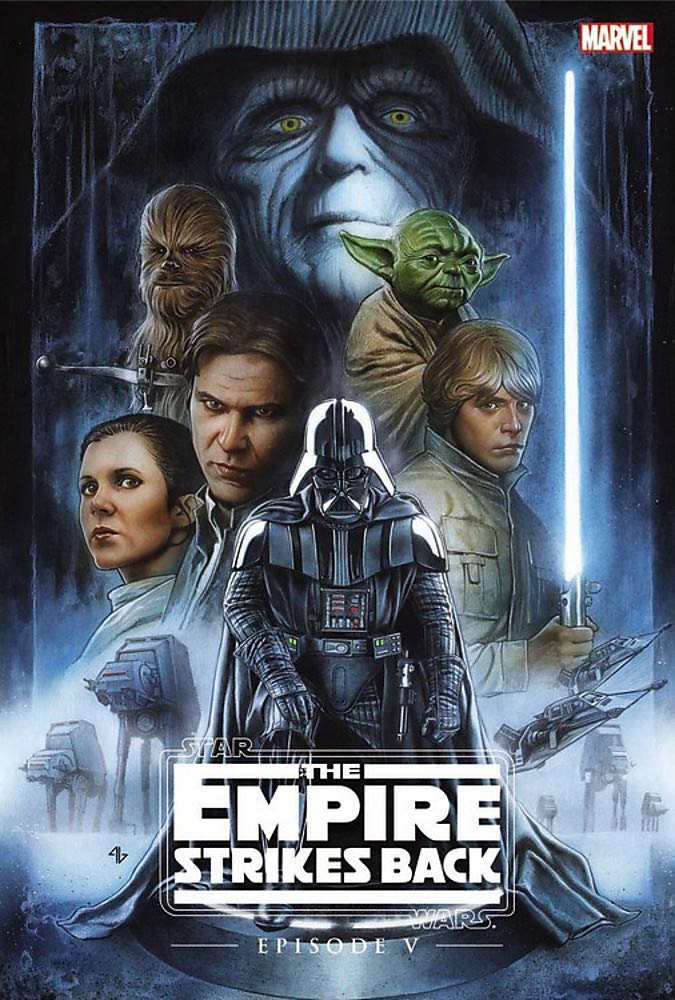 MARVEL
STAR
THE
EMPIRE
STRIKES BACK
WARS.
EPISODE V